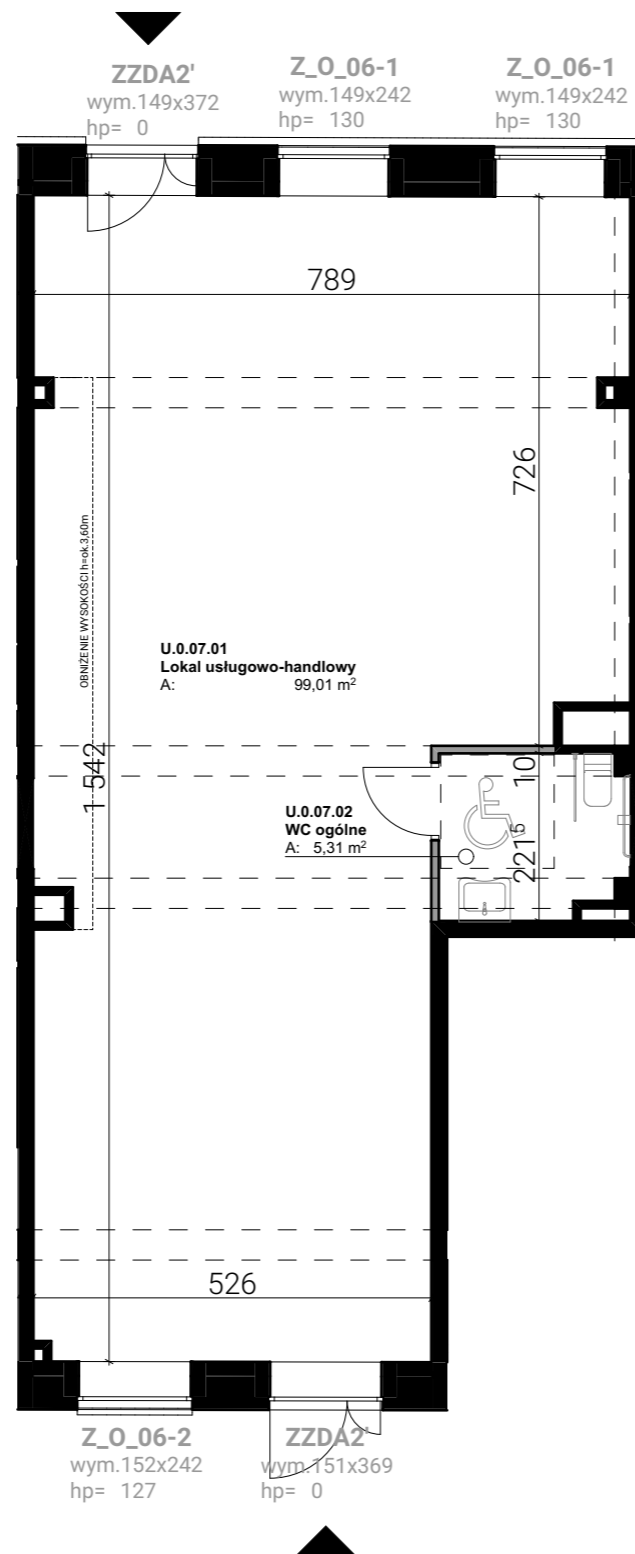 ZZDA2'
wym.149x372
hp= 0
Z_O_06-1
wym.149x242
hp= 130
Z_O_06-1
wym.149x242
hp= 130
789
726
OBNIŻENIE WYSOKOŚCI h=ok.3,60m
U.0.07.01
Lokal usługowo-handlowy
A: 99,01 m²
1 542
10
U.0.07.02
WC ogólne
A: 5,31 m²
221⁵
526
Z_O_06-2
wym.152x242
hp= 127
ZZDA2'
wym.151x369
hp= 0